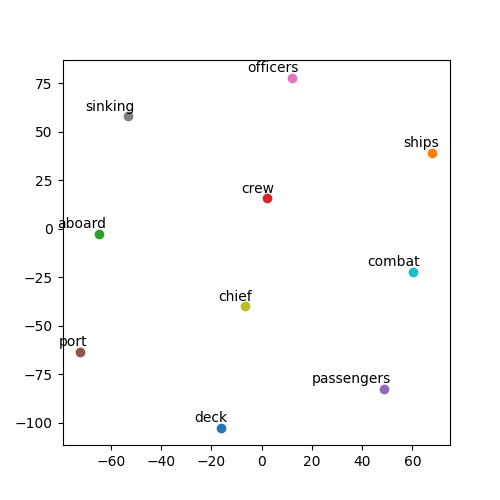 officers
75
sinking
50
ships
25
crew
0
aboard
combat
−25
chief
−50
port
−75
passengers
−100
deck
−60 −40 −20 0 20 40 60